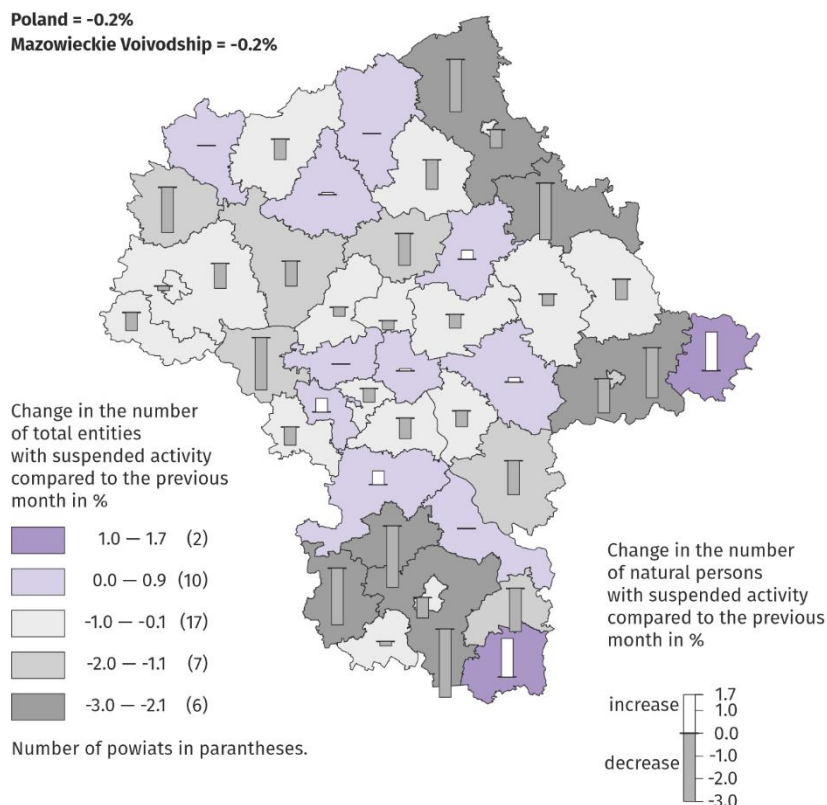 Poland = -0.2%
Mazowieckie Voivodship = -0.2%
Change in the number
of total entities
with suspended activity
compared to the previous
month in %
1.0 — 1.7 (2)
0.0 — 0.9 (10)
-1.0 — -0.1 (17)
-2.0 — -1.1 (7)
-3.0 — -2.1 (6)
Number of powiats in parantheses.
Change in the number
of natural persons
with suspended activity
compared to the previous
month in %
increase
decrease
1.7
1.0
0.0
-1.0
-2.0
-3.0